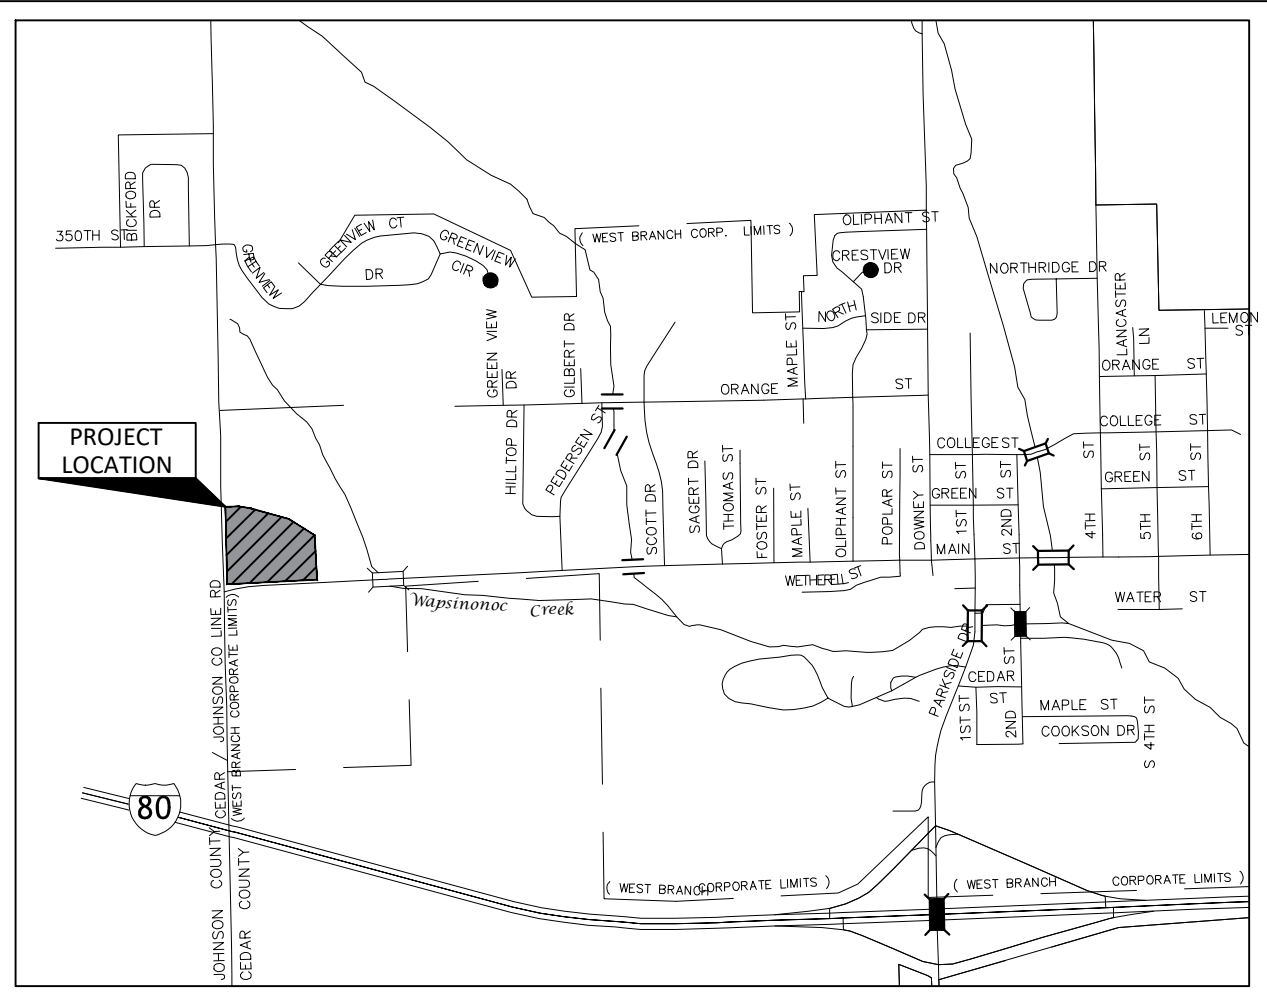 BICKFORD
DR
350TH ST
GREENVIEW
GREENVIEW CT
DR
GREENVIEW
CIR
( WEST BRANCH CORP. LIMITS )
OLIPHANT ST
CRESTVIEW
DR
NORTH
SIDE DR
NORTHRIDGE DR
LANCASTER
LN
LEMON
ST
GREEN VIEW
DR
GILBERT DR
MAPLE ST
ORANGE ST
ORANGE ST
PROJECT
LOCATION
HILLTOP DR
PEDERSEN ST
SCOTT DR
SAGERT DR
THOMAS ST
FOSTER ST
MAPLE ST
OLIPHANT ST
POPLAR ST
DOWNEY ST
COLLEGE ST
COLLEGE ST
GREEN ST
GREEN ST
1ST ST
2ND ST
4TH ST
5TH ST
6TH ST
MAIN ST
WETHERELL ST
WATER ST
Wapsinonoc Creek
PARKSIDE DR
CEDAR
ST
1ST ST
2ND ST
MAPLE ST
COOKSON DR
S 4TH ST
CEDAR / JOHNSON CO LINE RD
(WEST BRANCH CORPORATE LIMITS)
80
JOHNSON COUNTY
CEDAR COUNTY
( WEST BRANCH CORPORATE LIMITS )
( WEST BRANCH CORPORATE LIMITS )